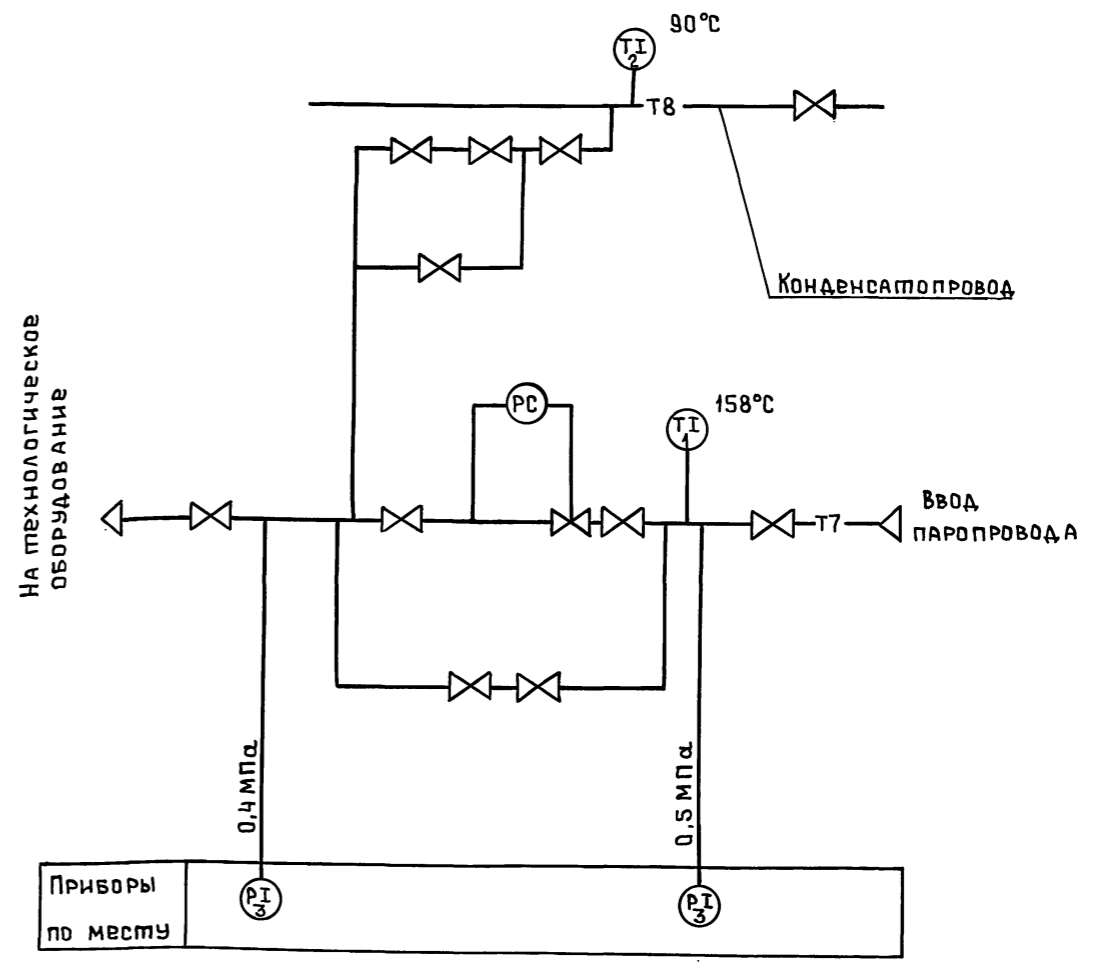 90°C
TI
2
T8
Конденсатопровод
На технологическое
оборудование
PC
TI
1
158°C
T7
Ввод
паропровода
0,4 МПа
0,5 МПа
Приборы
по месту
PI
3
PI
3